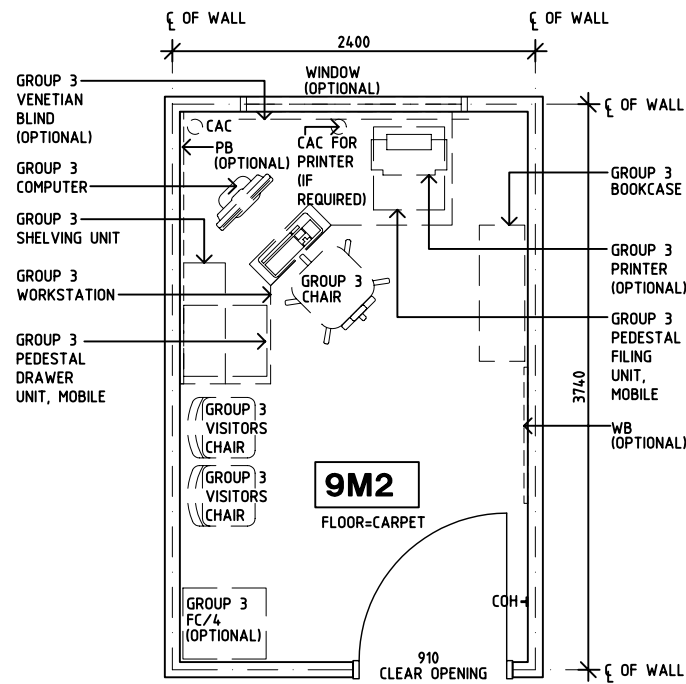 ℄ OF WALL
℄ OF WALL
2400
WINDOW
(OPTIONAL)
GROUP 3
VENETIAN
BLIND
(OPTIONAL)
℄ OF WALL
CAC
PB
(OPTIONAL)
CAC FOR
PRINTER
(IF
REQUIRED)
GROUP 3
COMPUTER
GROUP 3
BOOKCASE
GROUP 3
SHELVING UNIT
GROUP 3
PRINTER
(OPTIONAL)
GROUP 3
WORKSTATION
GROUP 3
CHAIR
GROUP 3
PEDESTAL
FILING
UNIT,
MOBILE
GROUP 3
PEDESTAL
DRAWER
UNIT, MOBILE
3740
GROUP 3
VISITORS
CHAIR
WB
(OPTIONAL)
GROUP 3
VISITORS
CHAIR
9M2
FLOOR=CARPET
GROUP 3
FC/4
(OPTIONAL)
COH
910
CLEAR OPENING
℄ OF WALL